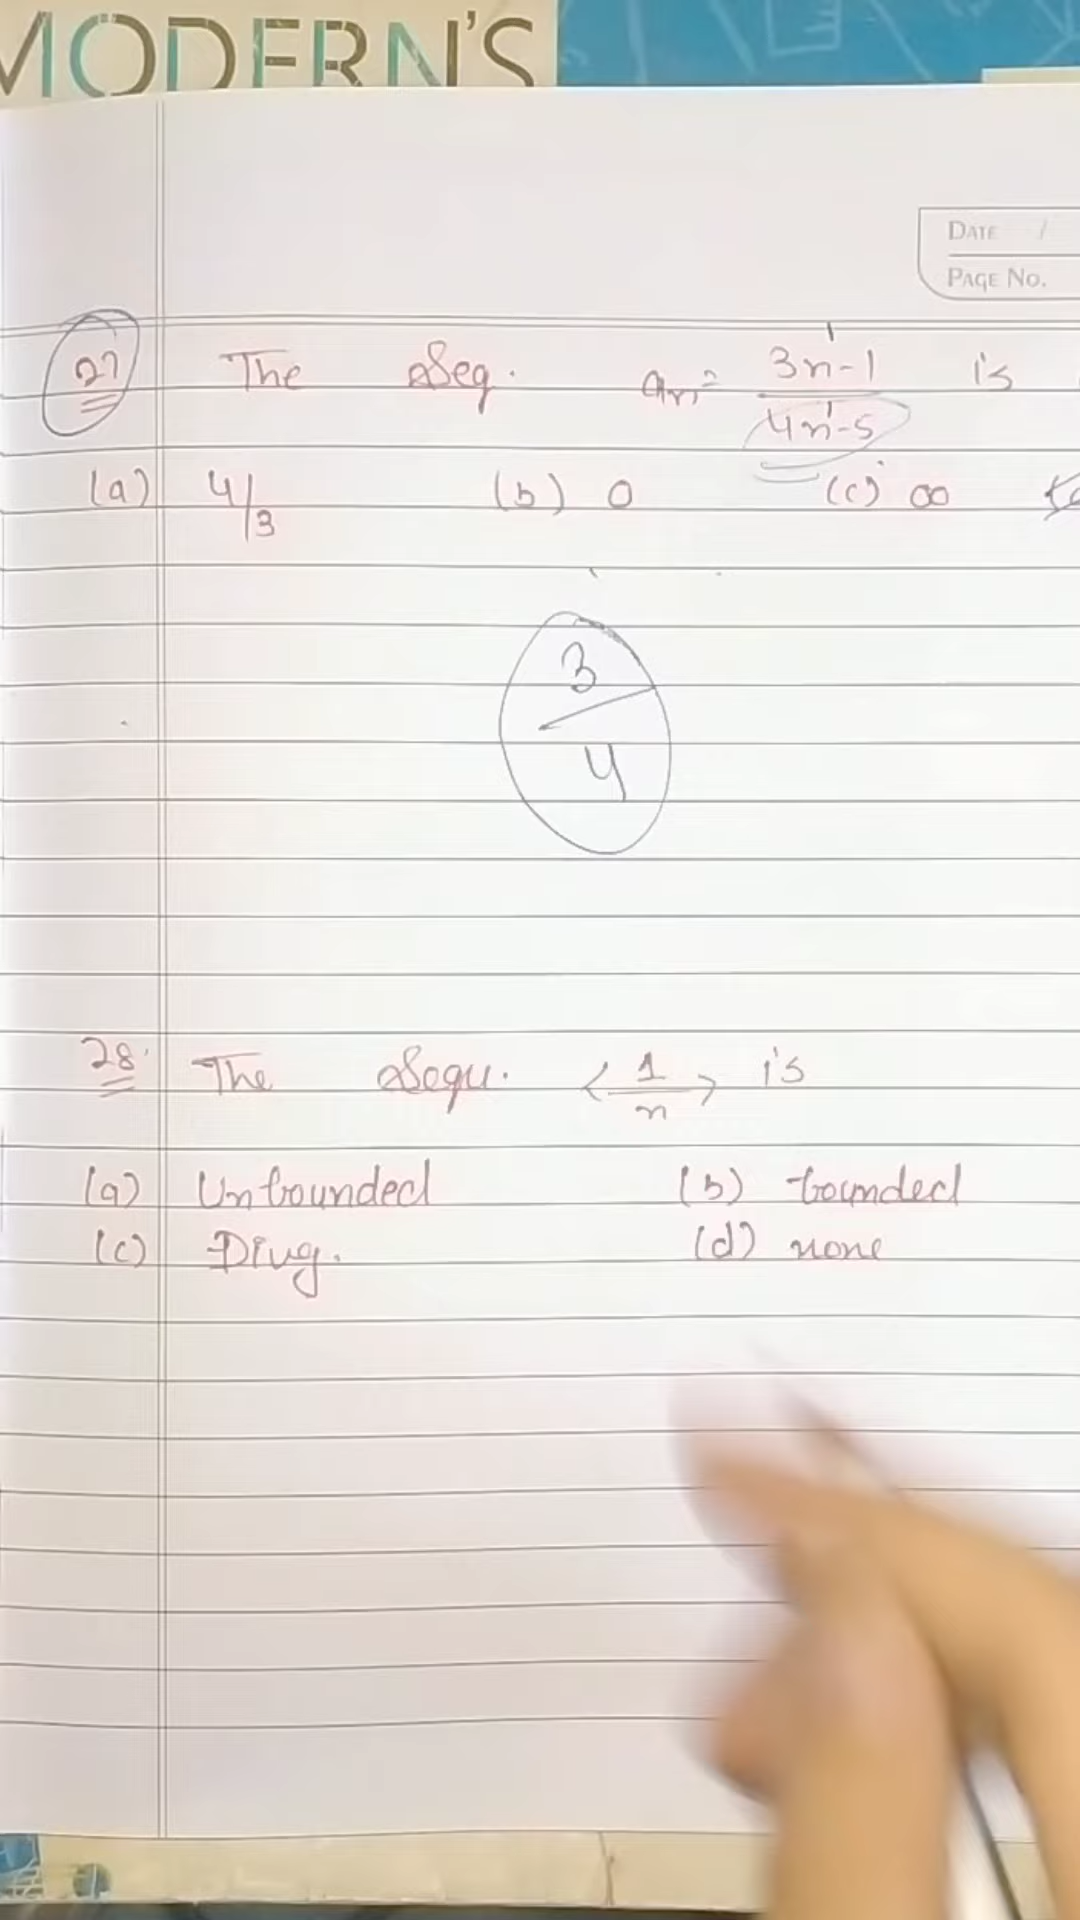 MODERN'S
DATE /
PAGE No.
27 The Seq. an = 3n-1 is
4n-5
(a) 4/3 (b) 0 (c) ∞
3
4
28. The Sequ. < 1/n > is
(a) Unbounded (b) bounded
(c) Divg. (d) none